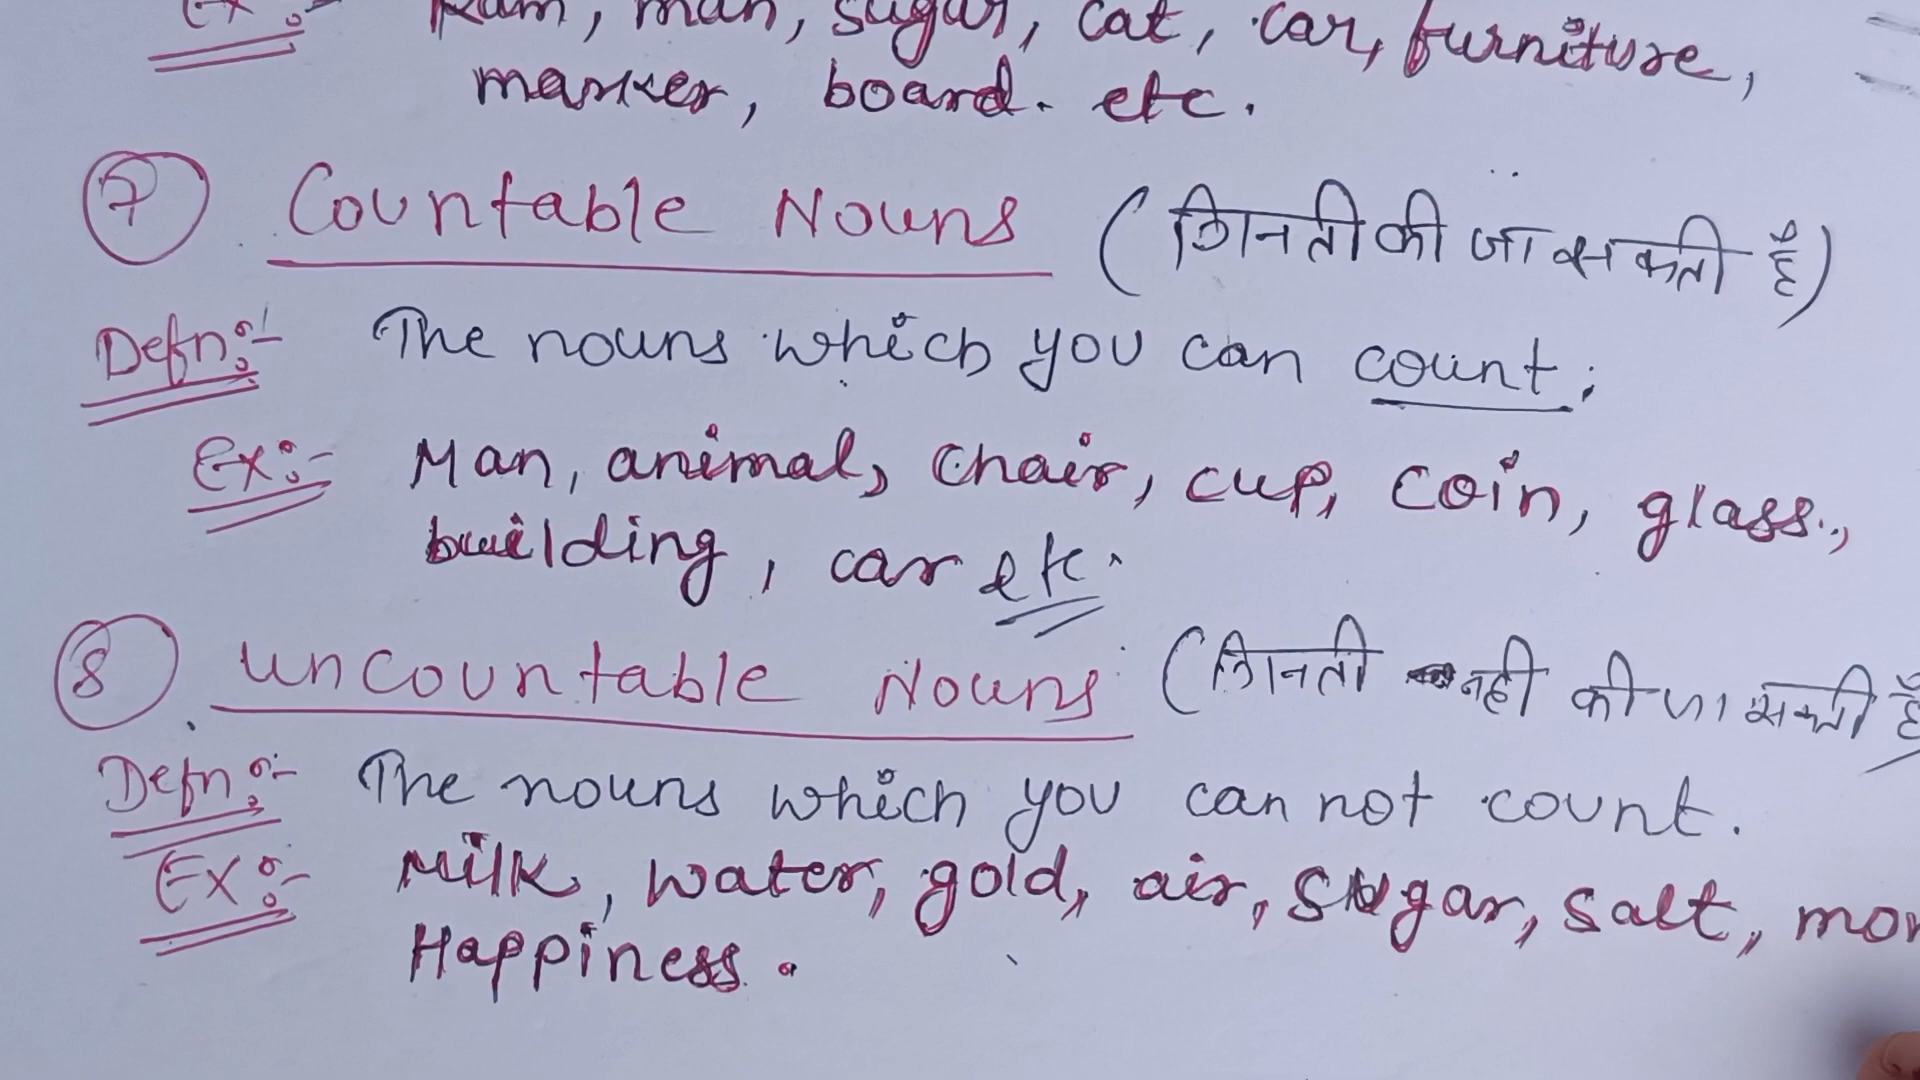 Ex:- Ram, man, sugar, cat, car, furniture,
marker, board. etc.
7 Countable Nouns (गिनती की जा सकती है)
Defn:- The nouns which you can count;
Ex:- Man, animal, chair, cup, coin, glass.,
building, car etc.
8 Uncountable Nouns (गिनती नही की जा सकती है
Defn:- The nouns which you can not count.
Ex:- Milk, water, gold, air, sugar, salt, mon
Happiness.